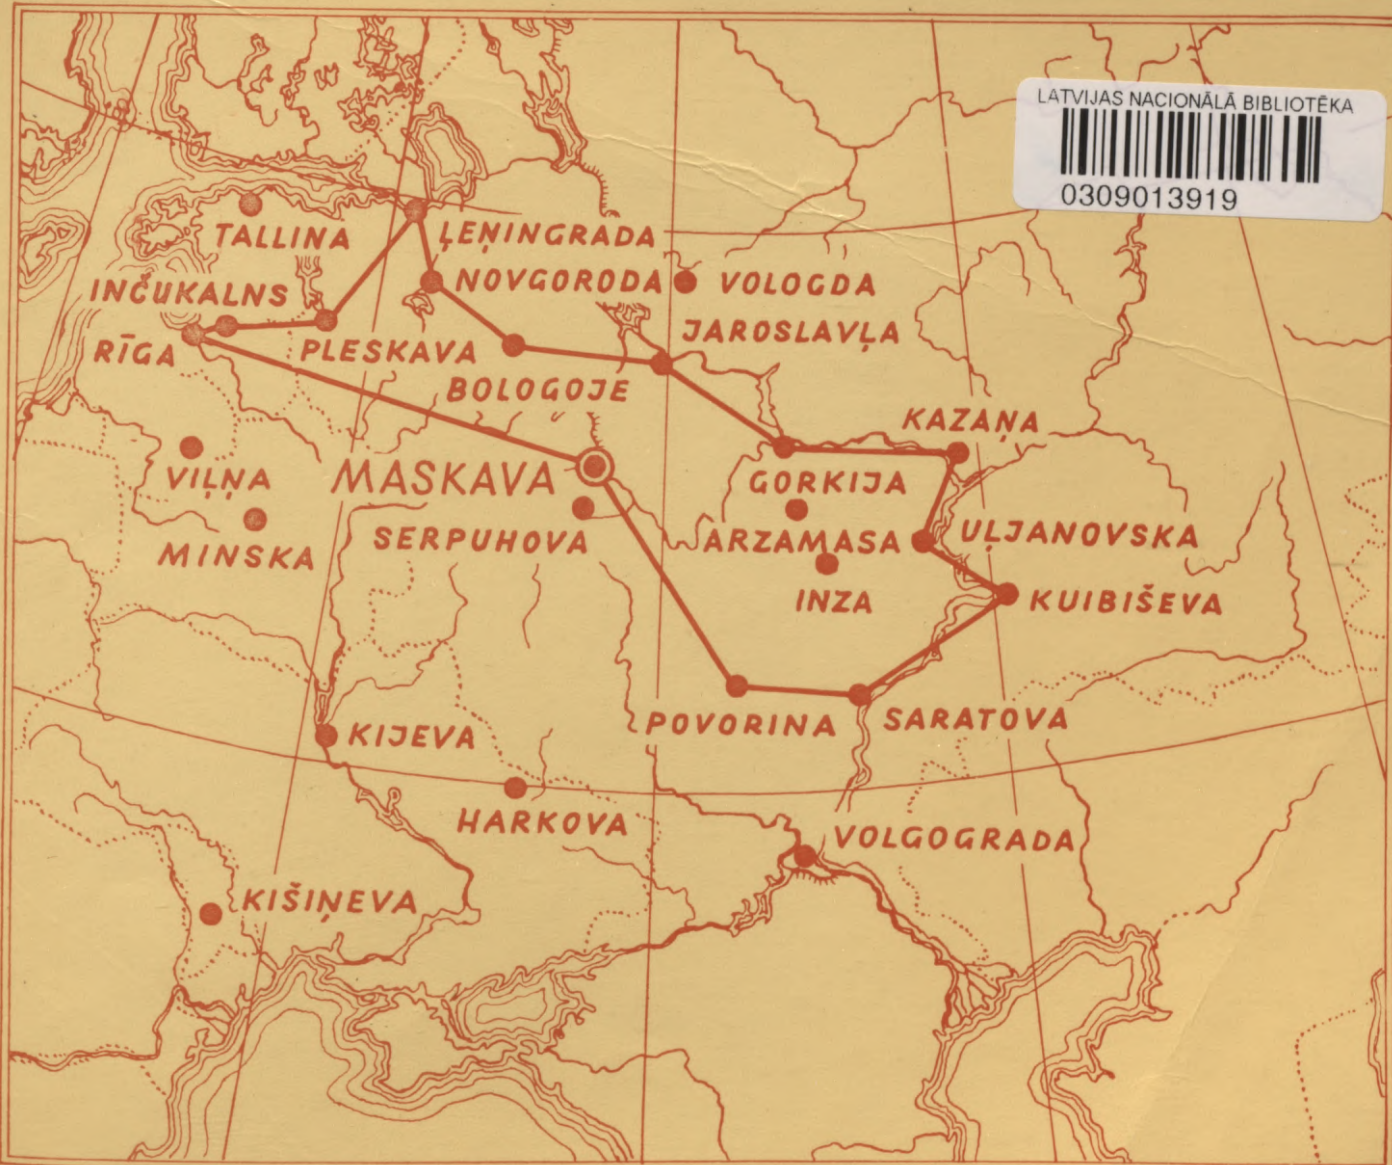 LATVIJAS NACIONĀLĀ BIBLIOTĒKA
0309013919
TALLINA
ĻEŅINGRADA
NOVGORODA
VOLOGDA
INČUKALNS
JAROSLAVĻA
RĪGA
PLESKAVA
BOLOGOJE
KAZAŅA
VIĻŅA
MASKAVA
GORKIJA
SERPUHOVA
ARZAMASA
UĻJANOVSKA
MINSKA
INZA
KUIBIŠEVA
POVORINA
SARATOVA
KIJEVA
HARKOVA
VOLGOGRADA
KIŠIŅEVA